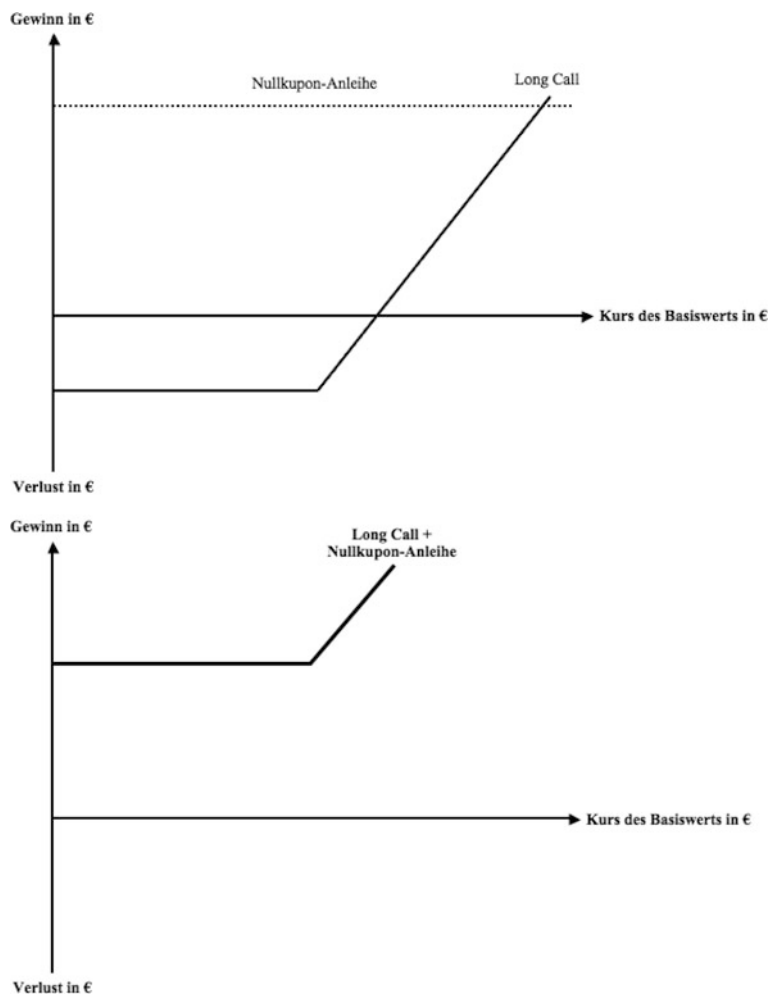 Gewinn in €
Nullkupon-Anleihe
Long Call
Kurs des Basiswerts in €
Verlust in €
Gewinn in €
Long Call +
Nullkupon-Anleihe
Kurs des Basiswerts in €
Verlust in €